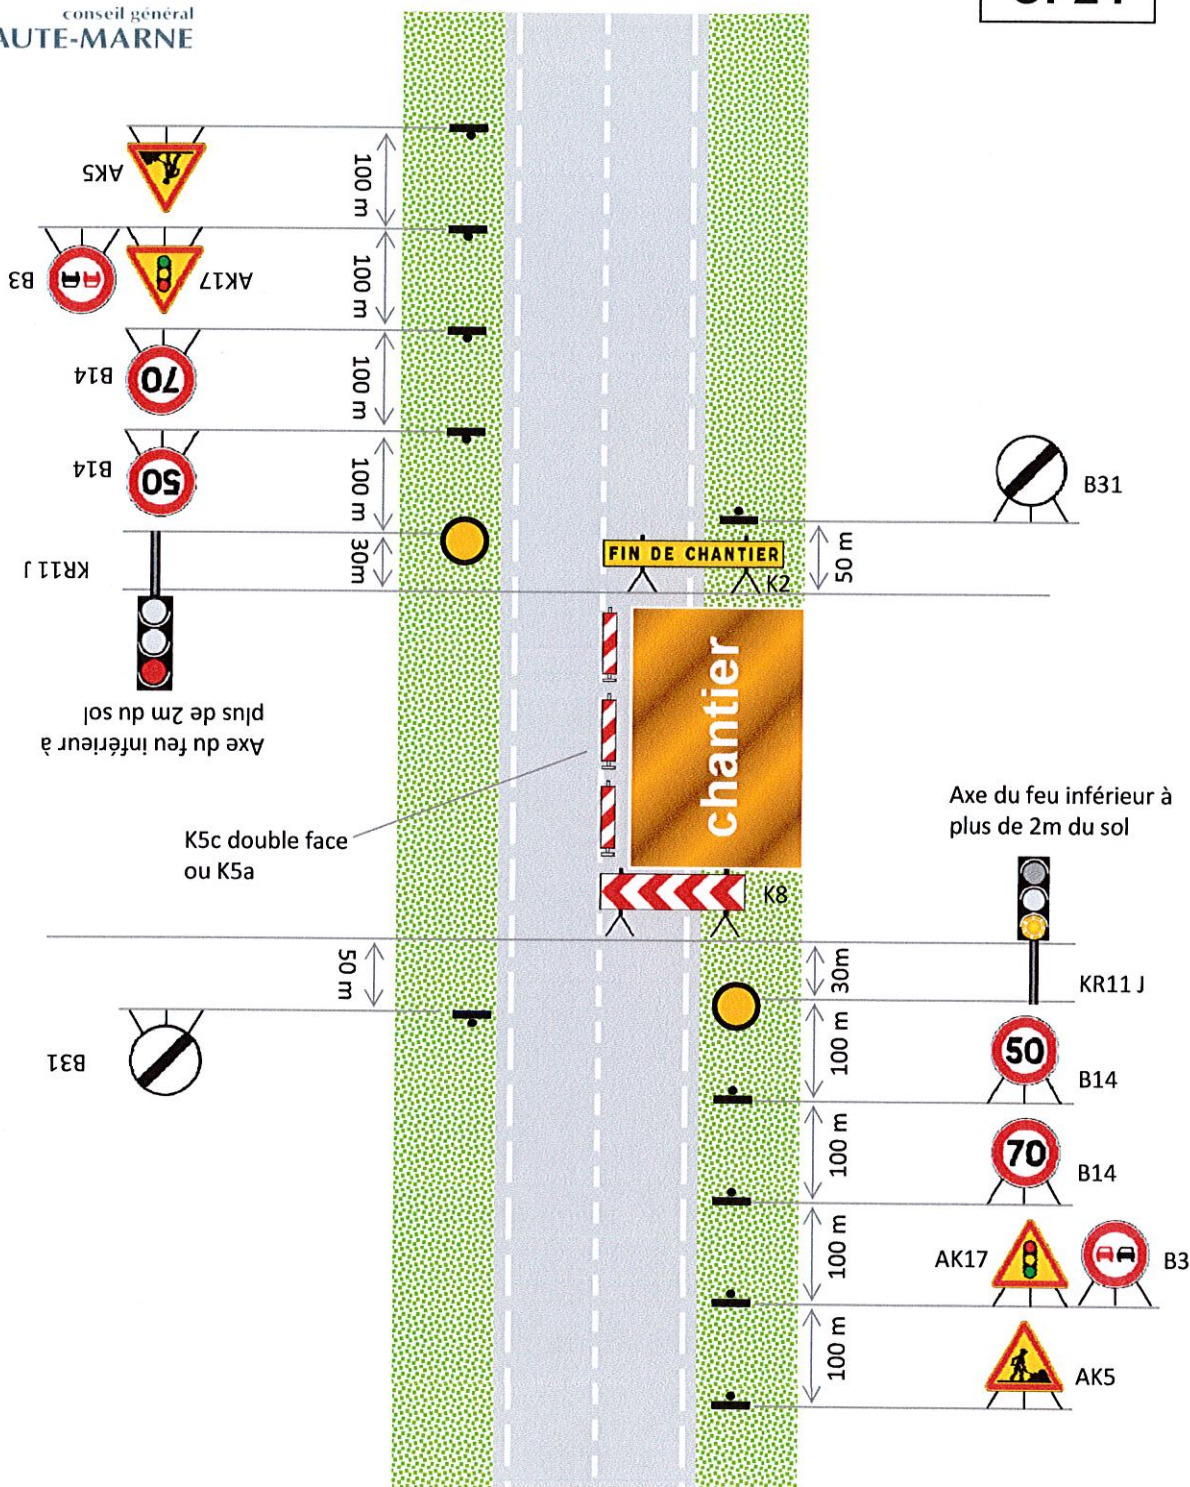 conseil général
AUTE-MARNE
AK5
100 m
B3
AK17
100 m
70
B14
100 m
50
B14
100 m
30m
KR11 J
Axe du feu inférieur à
plus de 2m du sol
B31
50 m
FIN DE CHANTIER
K2
chantier
K5c double face
ou K5a
K8
Axe du feu inférieur à
plus de 2m du sol
50 m
B31
30m
KR11 J
100 m
50
B14
100 m
70
B14
100 m
AK17
B3
100 m
AK5